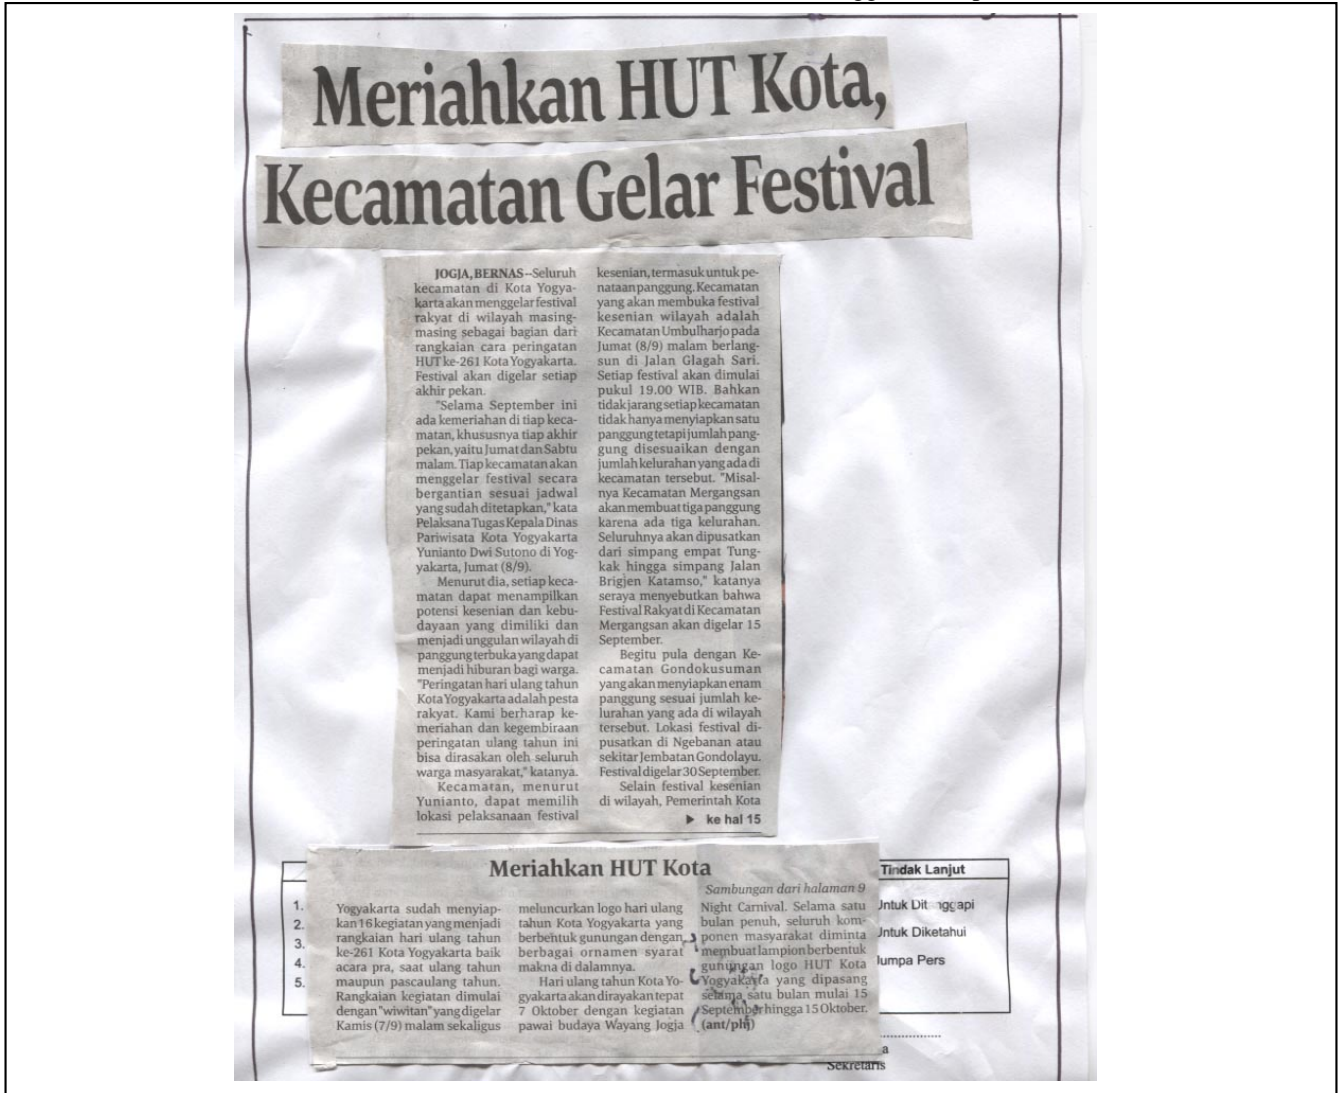 Meriahkan HUT Kota,
Kecamatan Gelar Festival
JOGJA, BERNAS--Seluruh
kecamatan di Kota Yogya-
karta akan menggelar festival
rakyat di wilayah masing-
masing sebagai bagian dari
rangkaian cara peringatan
HUT ke-261 Kota Yogyakarta.
Festival akan digelar setiap
akhir pekan.
"Selama September ini
ada kemeriahan di tiap keca-
matan, khususnya tiap akhir
pekan, yaitu Jumat dan Sabtu
malam. Tiap kecamatan akan
menggelar festival secara
bergantian sesuai jadwal
yang sudah ditetapkan," kata
Pelaksana Tugas Kepala Dinas
Pariwisata Kota Yogyakarta
Yunianto Dwi Sutono di Yog-
yakarta, Jumat (8/9).
Menurut dia, setiap keca-
matan dapat menampilkan
potensi kesenian dan kebu-
dayaan yang dimiliki dan
menjadi unggulan wilayah di
panggung terbuka yang dapat
menjadi hiburan bagi warga.
"Peringatan hari ulang tahun
Kota Yogyakarta adalah pesta
rakyat. Kami berharap ke-
meriahan dan kegembiraan
peringatan ulang tahun ini
bisa dirasakan oleh seluruh
warga masyarakat," katanya.
Kecamatan, menurut
Yunianto, dapat memilih
lokasi pelaksanaan festival
kesenian, termasuk untuk pe-
nataan panggung. Kecamatan
yang akan membuka festival
kesenian wilayah adalah
Kecamatan Umbulharjo pada
Jumat (8/9) malam berlang-
sun di Jalan Glagah Sari.
Setiap festival akan dimulai
pukul 19.00 WIB. Bahkan
tidak jarang setiap kecamatan
tidak hanya menyiapkan satu
panggung tetapi jumlah pang-
gung disesuaikan dengan
jumlah kelurahan yang ada di
kecamatan tersebut. "Misal-
nya Kecamatan Mergangsan
akan membuat tiga panggung
karena ada tiga kelurahan.
Seluruhnya akan dipusatkan
dari simpang empat Tung-
kak hingga simpang Jalan
Brigjen Katamso," katanya
seraya menyebutkan bahwa
Festival Rakyat di Kecamatan
Mergangsan akan digelar 15
September.
Begitu pula dengan Ke-
camatan Gondokusuman
yang akan menyiapkan enam
panggung sesuai jumlah ke-
lurahan yang ada di wilayah
tersebut. Lokasi festival di-
pusatkan di Ngebanan atau
sekitar Jembatan Gondolayu.
Festival digelar 30 September.
Selain festival kesenian
di wilayah, Pemerintah Kota
▶ ke hal 15
Meriahkan HUT Kota
Sambungan dari halaman 9
Yogyakarta sudah menyiap-
kan 16 kegiatan yang menjadi
rangkaian hari ulang tahun
ke-261 Kota Yogyakarta baik
acara pra, saat ulang tahun
maupun pascaulang tahun.
Rangkaian kegiatan dimulai
dengan "wiwitan" yang digelar
Kamis (7/9) malam sekaligus
meluncurkan logo hari ulang
tahun Kota Yogyakarta yang
berbentuk gunungan dengan
berbagai ornamen syarat
makna di dalamnya.
Hari ulang tahun Kota Yo-
gyakarta akan dirayakan tepat
7 Oktober dengan kegiatan
pawai budaya Wayang Jogja
Night Carnival. Selama satu
bulan penuh, seluruh kom-
ponen masyarakat diminta
membuat lampion berbentuk
gunungan logo HUT Kota
Yogyakarta yang dipasang
selama satu bulan mulai 15
September hingga 15 Oktober.
(ant/phj)
1.
2.
3.
4.
5.
Tindak Lanjut
Untuk Dit nggapi
Untuk Diketahui
Jumpa Pers
a
Sekretaris